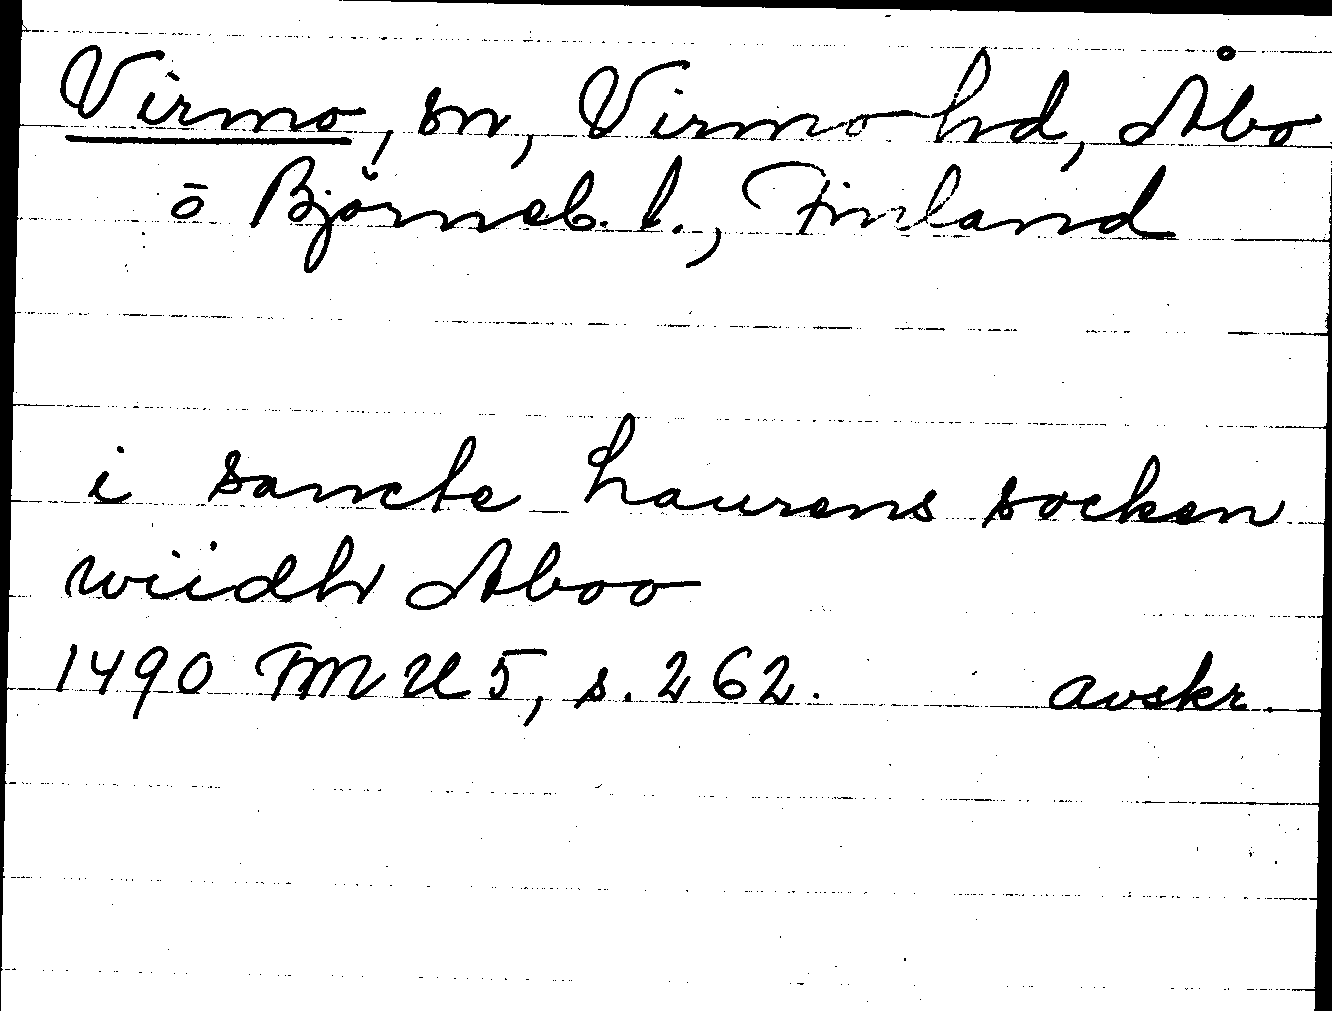 Virmo, sn, Virmo hd, Åbo
o Björneb. l., Finland
i sancte Laurens socken
wiidh Aboo
1490 FMU 5, s. 262. avskr.